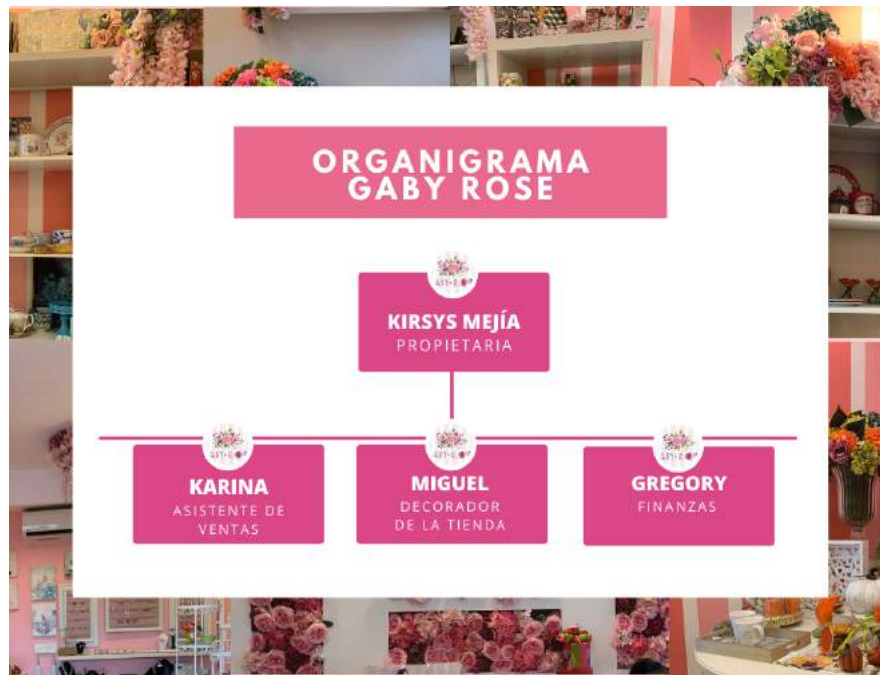 ORGANIGRAMA
GABY ROSE
KIRSYS MEJÍA
PROPIETARIA
KARINA
ASISTENTE DE
VENTAS
MIGUEL
DECORADOR
DE LA TIENDA
GREGORY
FINANZAS